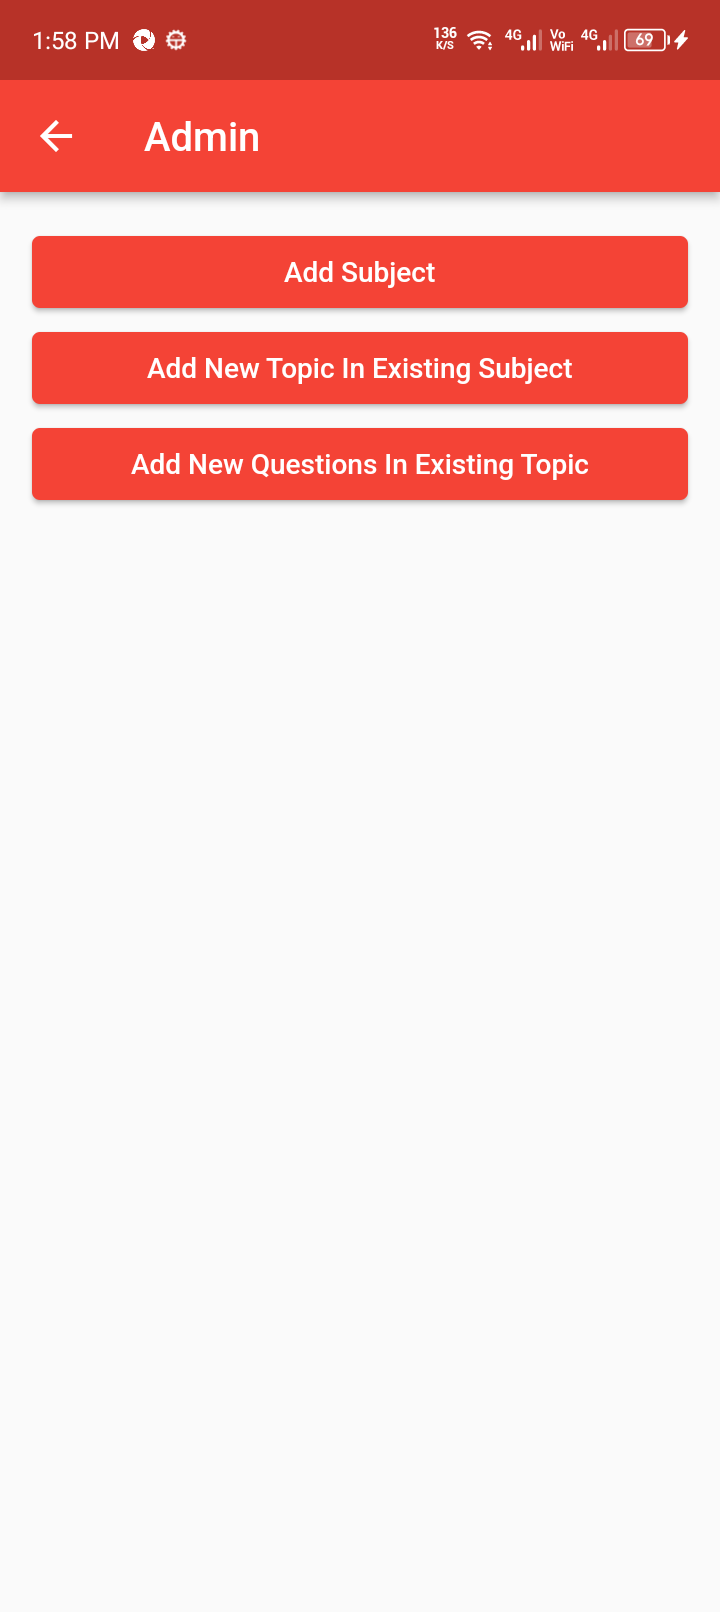 1:58 PM
136
K/S
4G
Vo
WiFi
4G
69
Admin
Add Subject
Add New Topic In Existing Subject
Add New Questions In Existing Topic